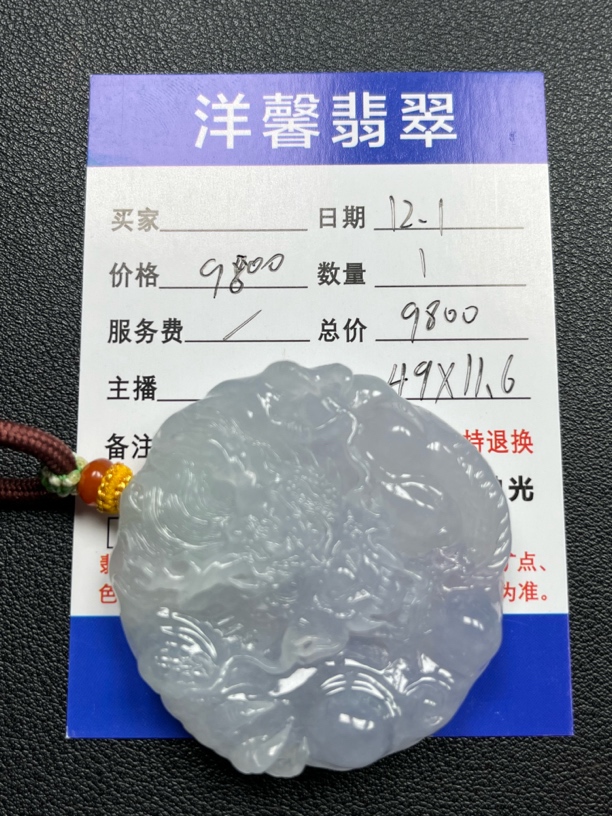 洋馨翡翠
买家 日期 12.1
价格 9800 数量 1
服务费 / 总价 9800
主播 49X11.6
备注 持退换
光
点、
色 为准。